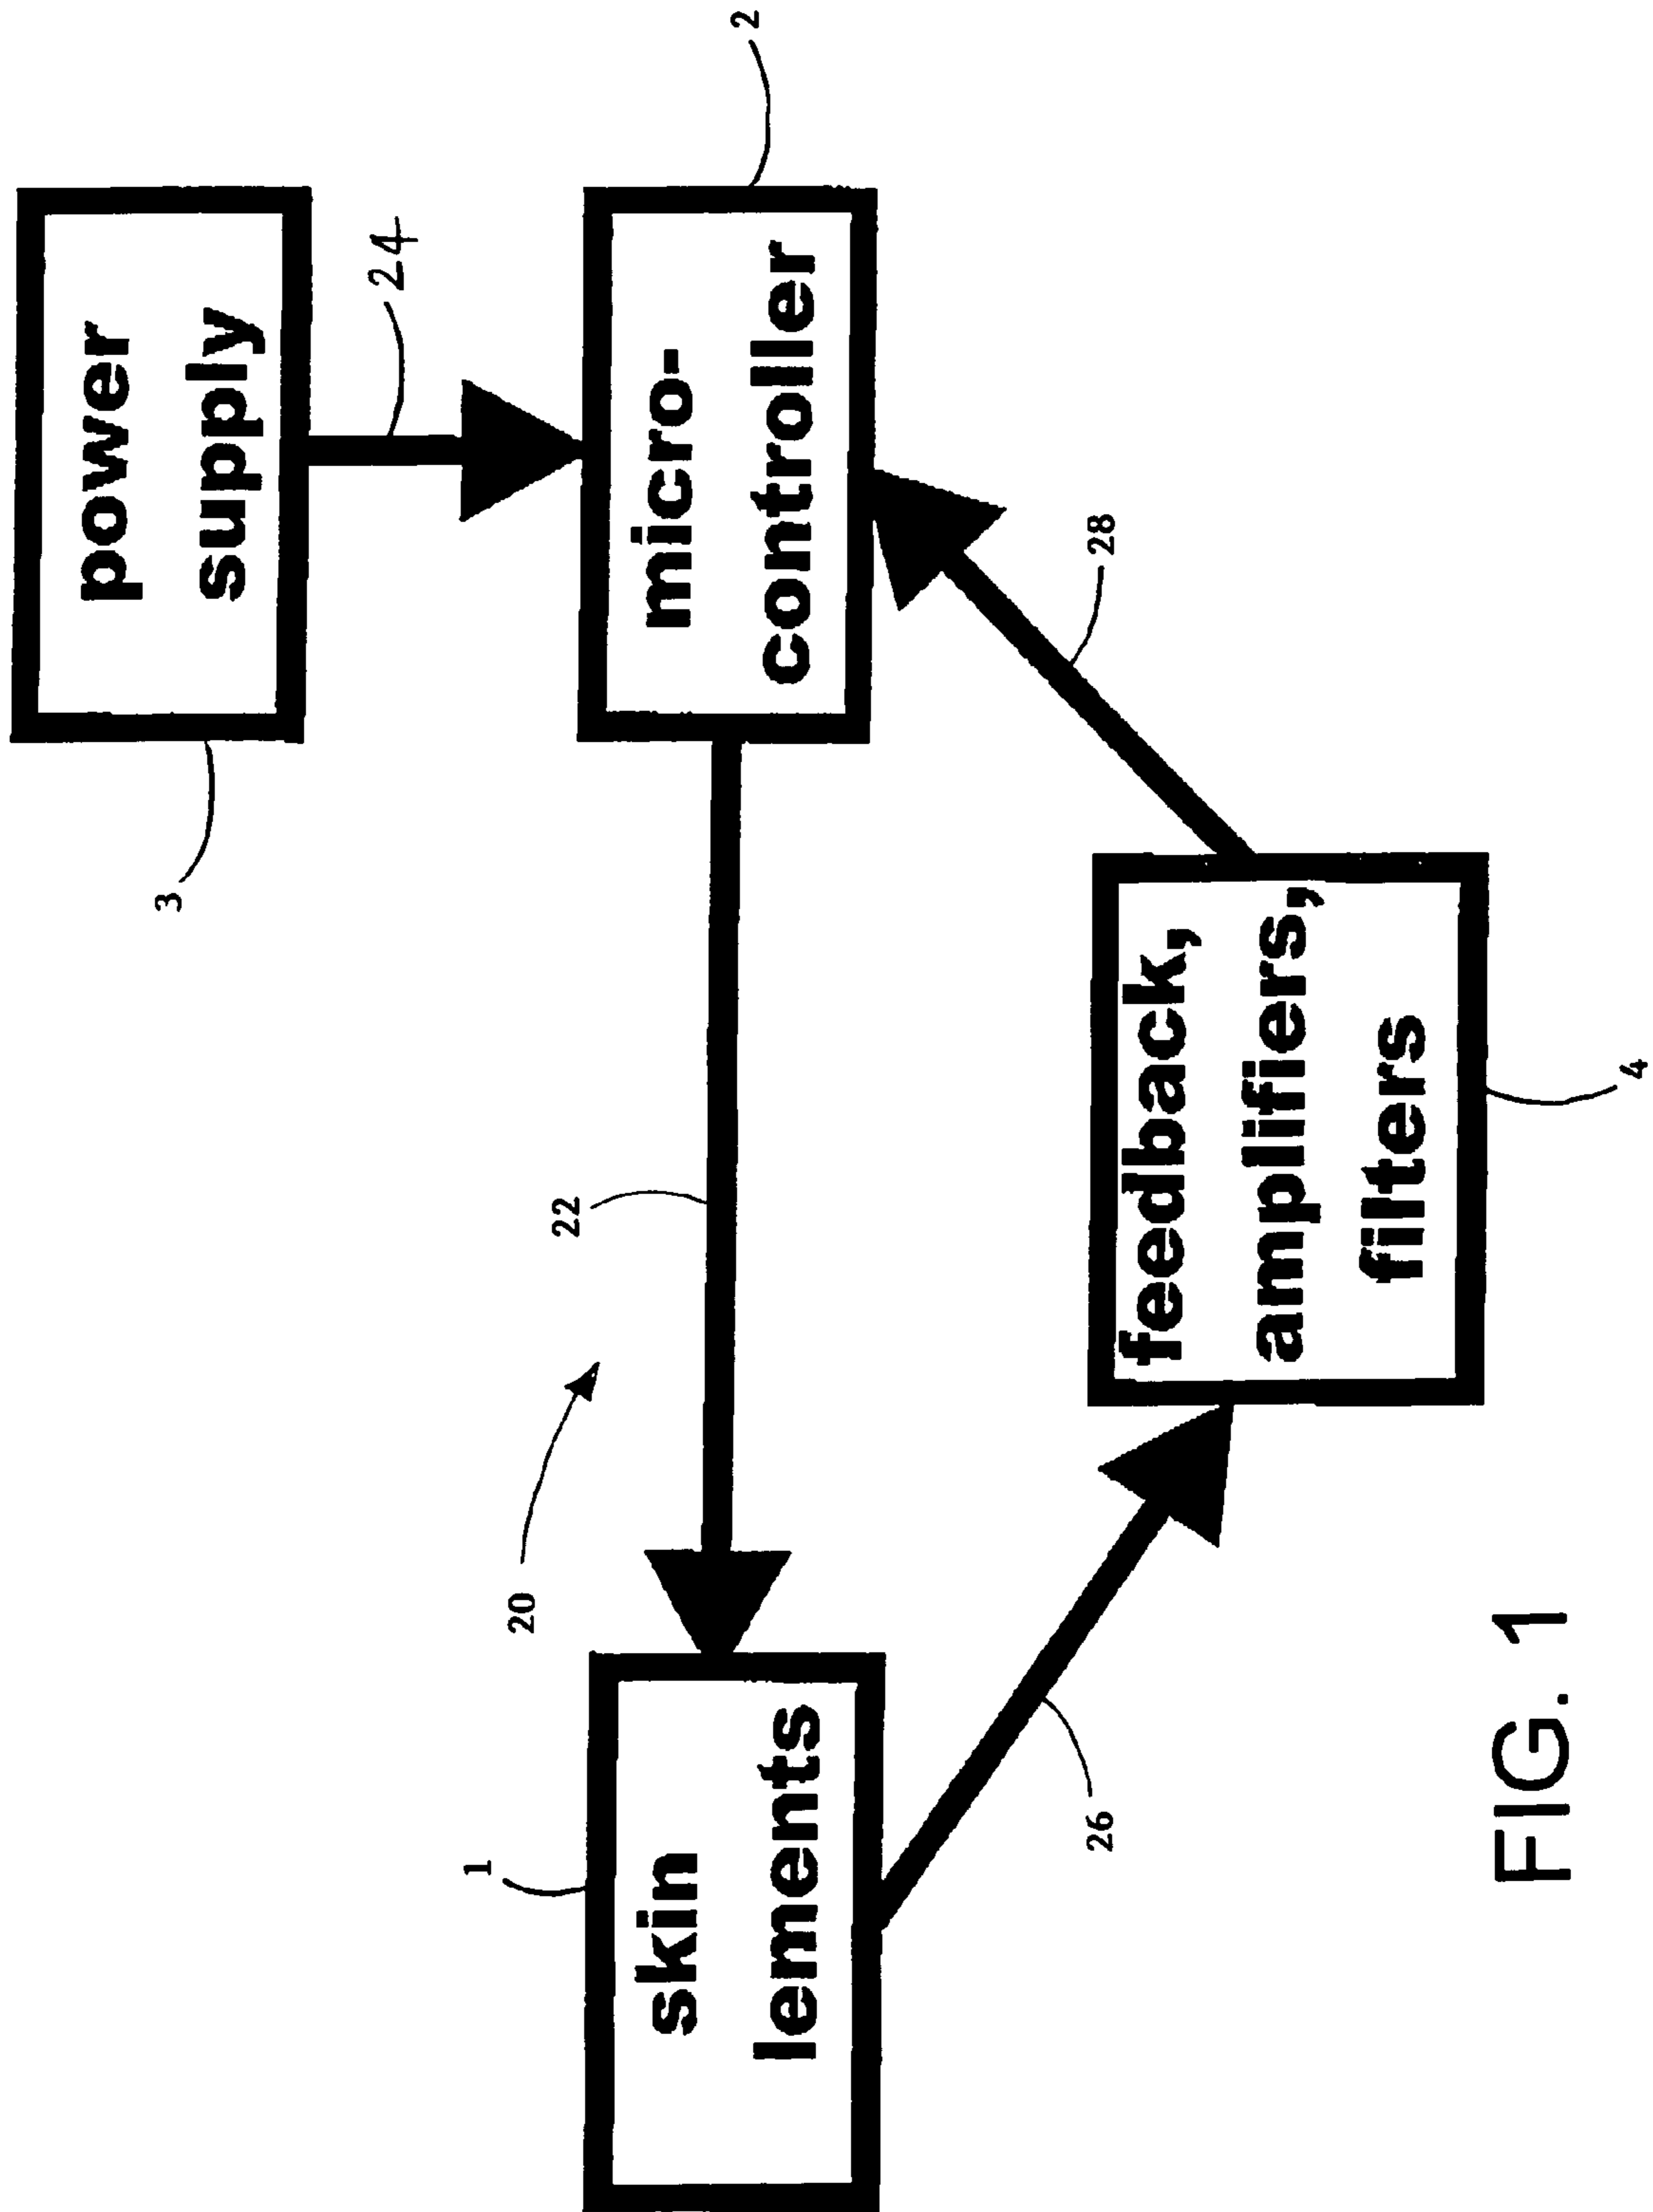 power
supply
3
24
1
20
22
skin
lements
micro-
controller
2
26
28
feedback,
amplifiers,
filters
FIG. 1
4